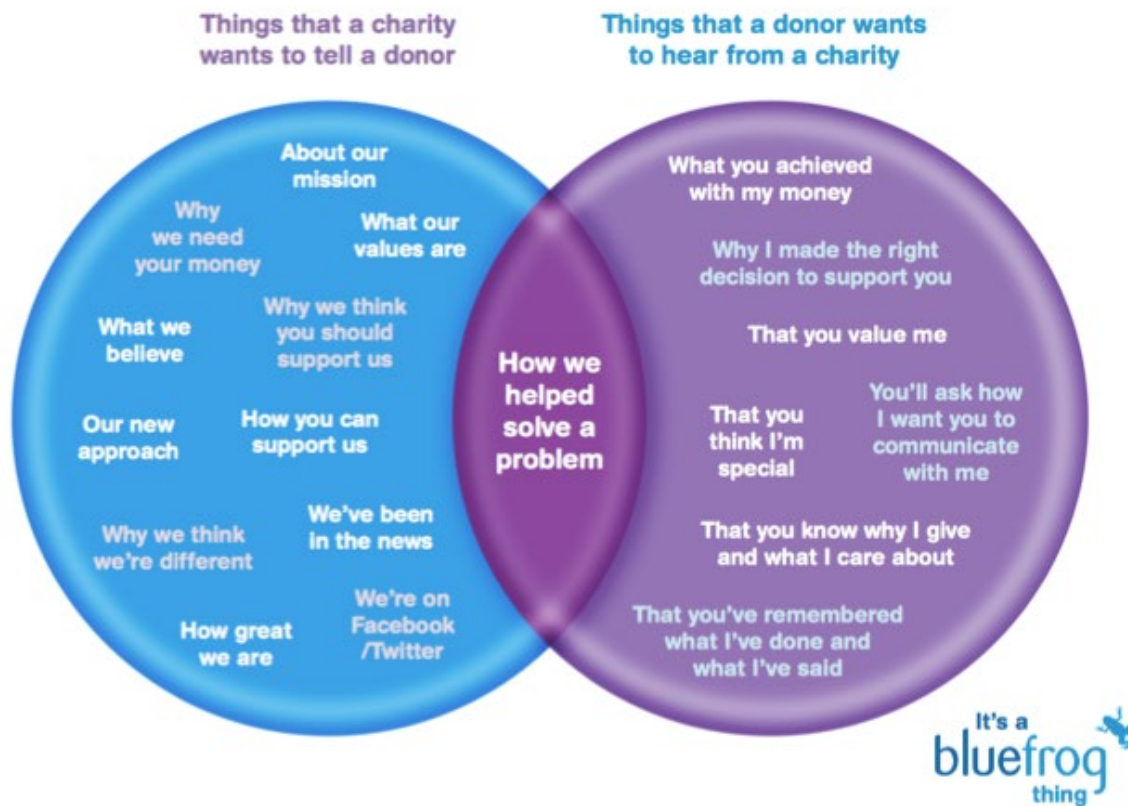 Things that a charity
wants to tell a donor
Things that a donor wants
to hear from a charity
About our
mission
Why
we need
your money
What our
values are
What we
believe
Why we think
you should
support us
Our new
approach
How you can
support us
Why we think
we're different
We've been
in the news
How great
we are
We're on
Facebook
/Twitter
How we
helped
solve a
problem
What you achieved
with my money
Why I made the right
decision to support you
That you value me
That you
think I'm
special
You'll ask how
I want you to
communicate
with me
That you know why I give
and what I care about
That you've remembered
what I've done and
what I've said
It's a
bluefrog
thing